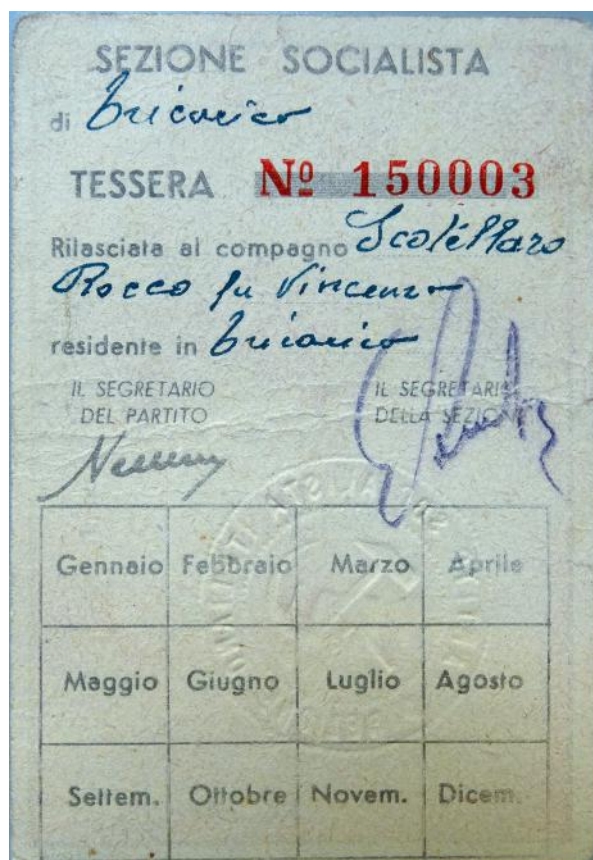 SEZIONE SOCIALISTA
di Tricarico
TESSERA Nº 150003
Rilasciata al compagno Scotellaro
Rocco fu Vincenzo
residente in Tricarico
IL SEGRETARIO IL SEGRETARIO
DEL PARTITO DELLA SEZIONE
Nenni
Gennaio Febbraio Marzo Aprile
Maggio Giugno Luglio Agosto
Settem. Ottobre Novem. Dicem.